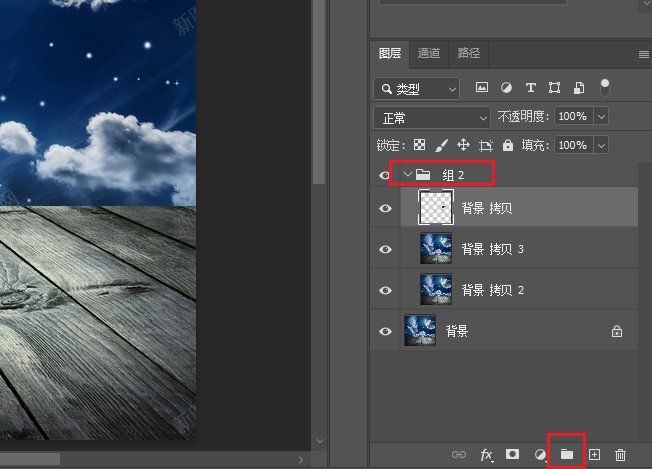 图层 通道 路径
类型
正常 不透明度: 100%
锁定: 填充: 100%
组 2
背景 拷贝
背景 拷贝 3
背景 拷贝 2
背景
fx